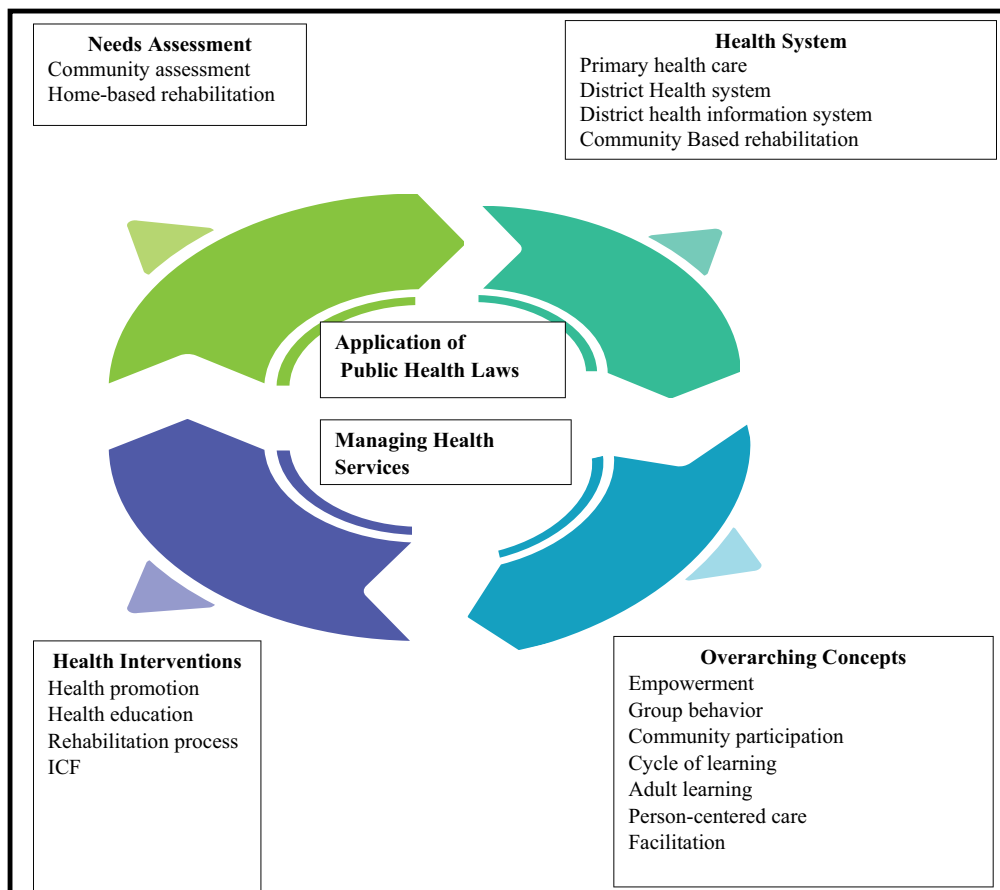 Needs Assessment
Community assessment
Home-based rehabilitation
Health System
Primary health care
District Health system
District health information system
Community Based rehabilitation
Application of
Public Health Laws
Managing Health
Services
Health Interventions
Health promotion
Health education
Rehabilitation process
ICF
Overarching Concepts
Empowerment
Group behavior
Community participation
Cycle of learning
Adult learning
Person-centered care
Facilitation